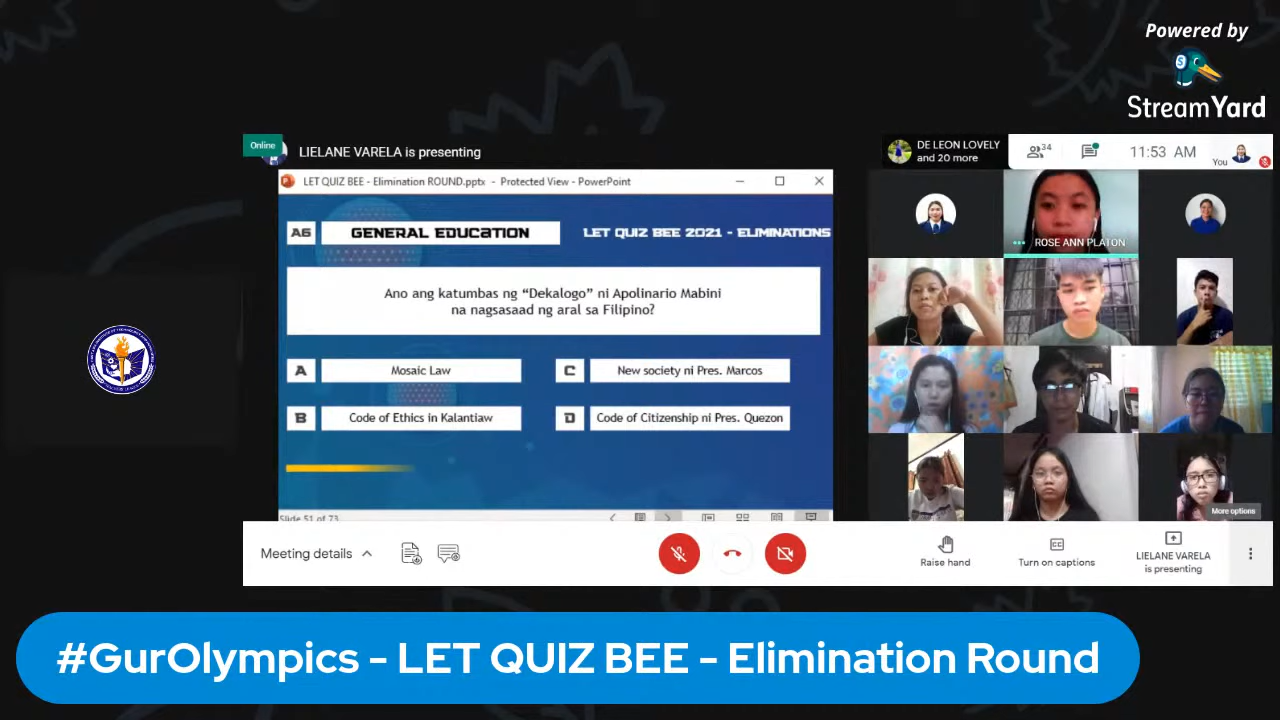 Powered by
StreamYard
Online
LIELANE VARELA is presenting
DE LEON LOVELY
and 20 more
34
11:53 AM
You
LET QUIZ BEE - Elimination ROUND.pptx - Protected View - PowerPoint
A6
GENERAL EDUCATION
LET QUIZ BEE 2021 - ELIMINATIONS
Ano ang katumbas ng “Dekalogo” ni Apolinario Mabini
na nagsasaad ng aral sa Filipino?
A
Mosaic Law
C
New society ni Pres. Marcos
B
Code of Ethics in Kalantiaw
D
Code of Citizenship ni Pres. Quezon
Slide 51 of 73
ROSE ANN PLATON
More options
Meeting details
Raise hand
CC
Turn on captions
LIELANE VARELA
is presenting
#GurOlympics - LET QUIZ BEE - Elimination Round